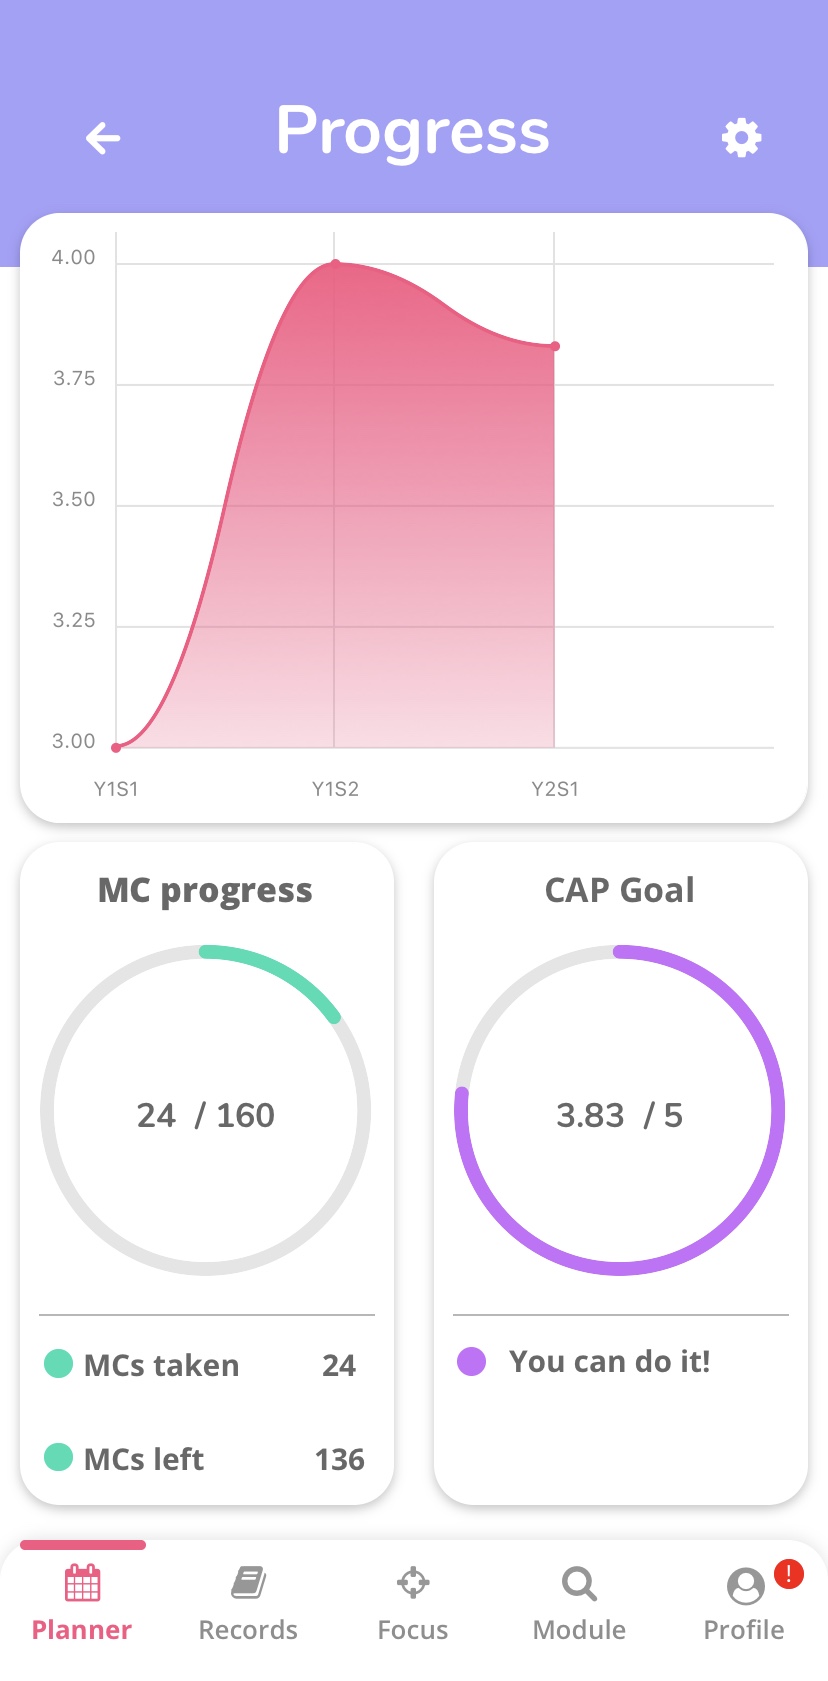 Progress
4.00
3.75
3.50
3.25
3.00
Y1S1 Y1S2 Y2S1
MC progress
24 / 160
MCs taken 24
MCs left 136
CAP Goal
3.83 / 5
You can do it!
Planner Records Focus Module Profile !